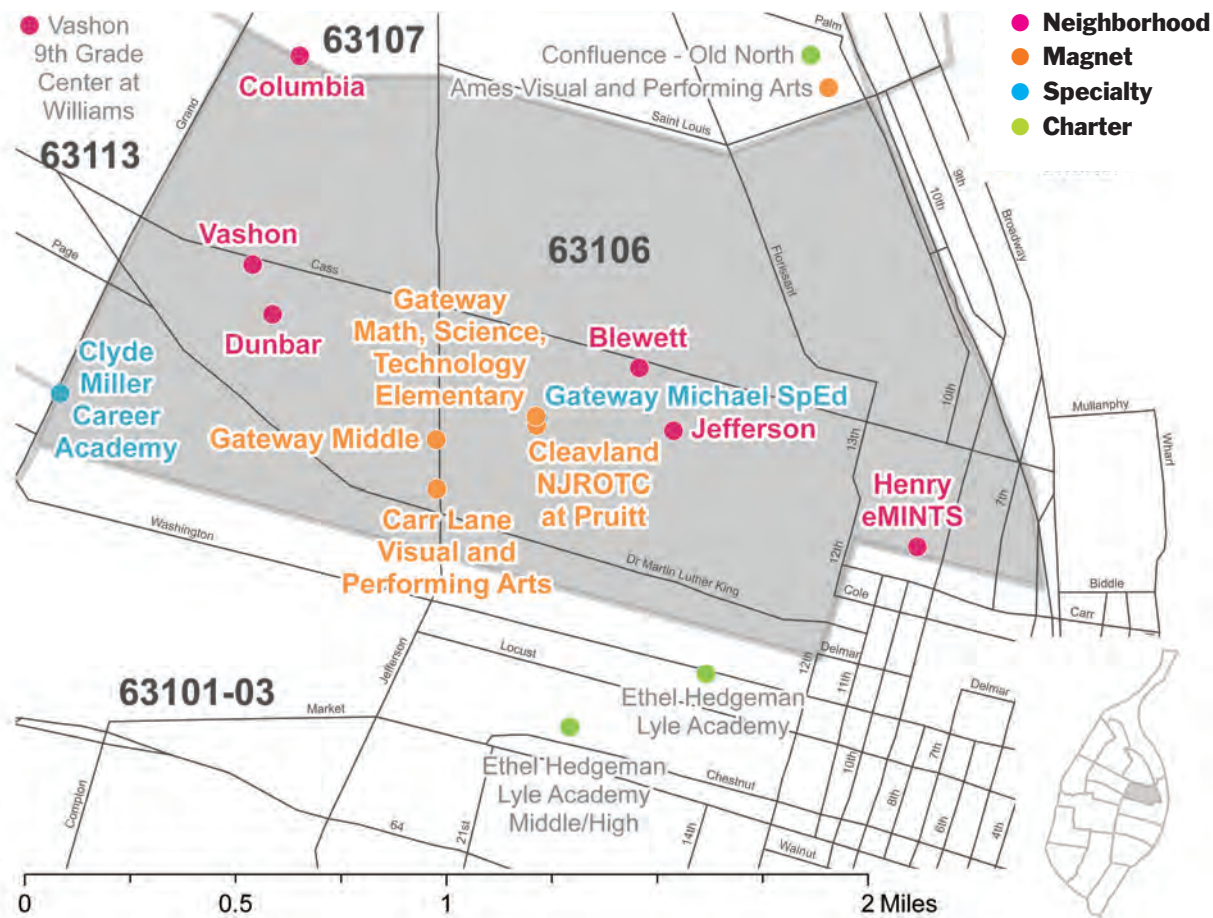 Vashon
9th Grade
Center at
Williams
63107
Columbia
Grand
63113
Palm
Confluence - Old North
Ames Visual and Performing Arts
Saint Louis
Neighborhood
Magnet
Specialty
Charter
9th
10th
Broadway
Vashon
Page
Cass
63106
Florissant
Dunbar
Gateway
Math, Science,
Technology
Elementary
Blewett
Clyde
Miller
Career
Academy
Gateway Michael SpEd
Gateway Middle
Jefferson
Cleavland
NJROTC
at Pruitt
10th
13th
Mullanphy
Wharf
Henry
eMINTS
7th
Carr Lane
Visual and
Performing Arts
Washington
Dr Martin Luther King
12th
Cole
Biddle
Carr
Jefferson
Locust
Delmar
12th
11th
63101-03
Market
Ethel Hedgeman
Lyle Academy
Delmar
Ethel Hedgeman
Lyle Academy
Middle/High
Chestnut
10th
7th
Compton
64
21st
14th
8th
6th
4th
Walnut
0
0.5
1
2 Miles